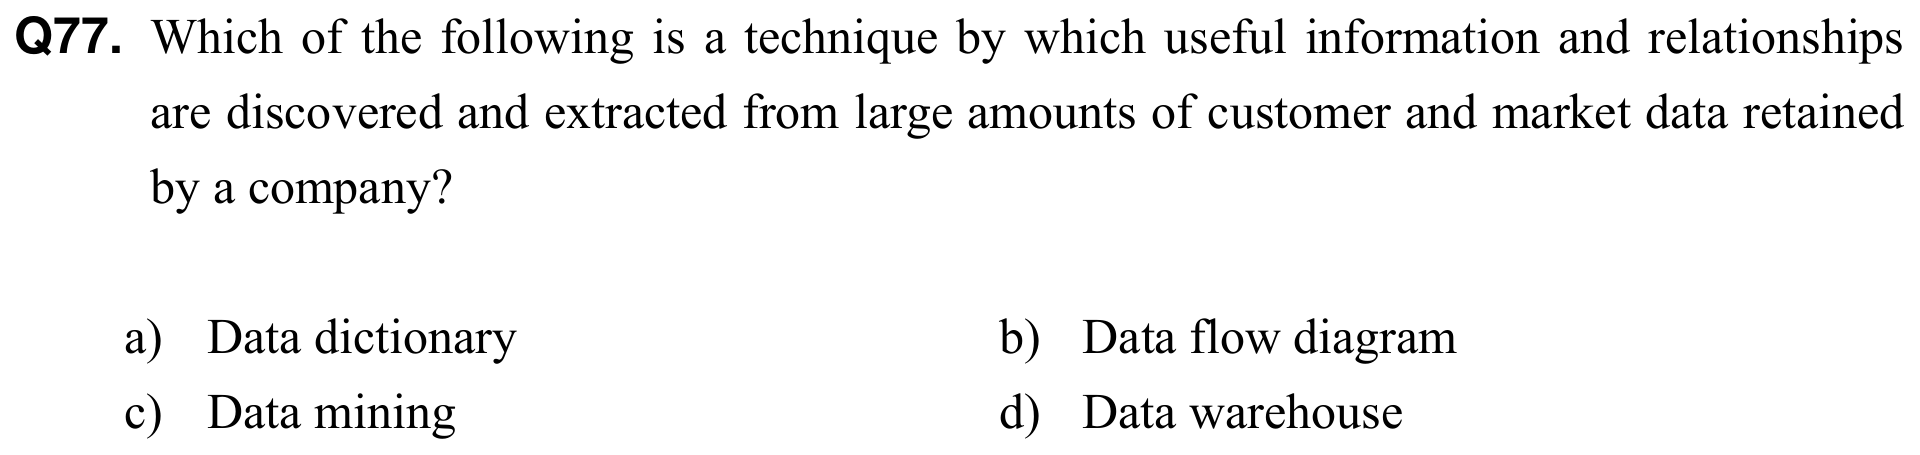 Q77. Which of the following is a technique by which useful information and relationships
are discovered and extracted from large amounts of customer and market data retained
by a company?
a) Data dictionary b) Data flow diagram
c) Data mining d) Data warehouse